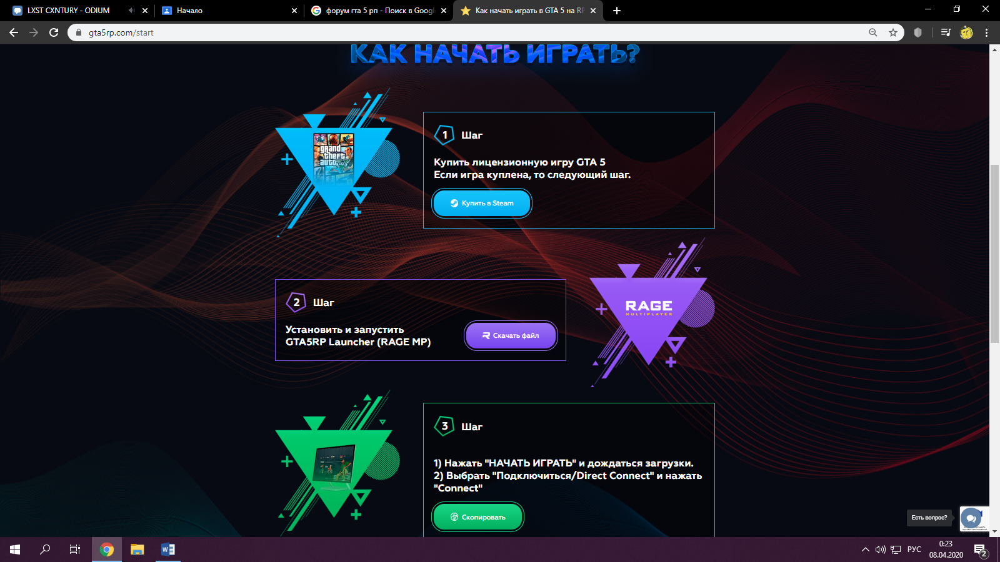 LXST CXNTURY - ODIUM
Начало
форум гта 5 рп - Поиск в Googl
Как начать играть в GTA 5 на RP
gta5rp.com/start
КАК НАЧАТЬ ИГРАТЬ?
grand
theft
auto
1 Шаг
Купить лицензионную игру GTA 5
Если игра куплена, то следующий шаг.
Купить в Steam
2 Шаг
Установить и запустить
GTA5RP Launcher (RAGE MP)
Скачать файл
RAGE
MULTIPLAYER
3 Шаг
1) Нажать "НАЧАТЬ ИГРАТЬ" и дождаться загрузки.
2) Выбрать "Подключиться/Direct Connect" и нажать
"Connect"
Скопировать
Есть вопрос?
РУС
0:23
08.04.2020
2